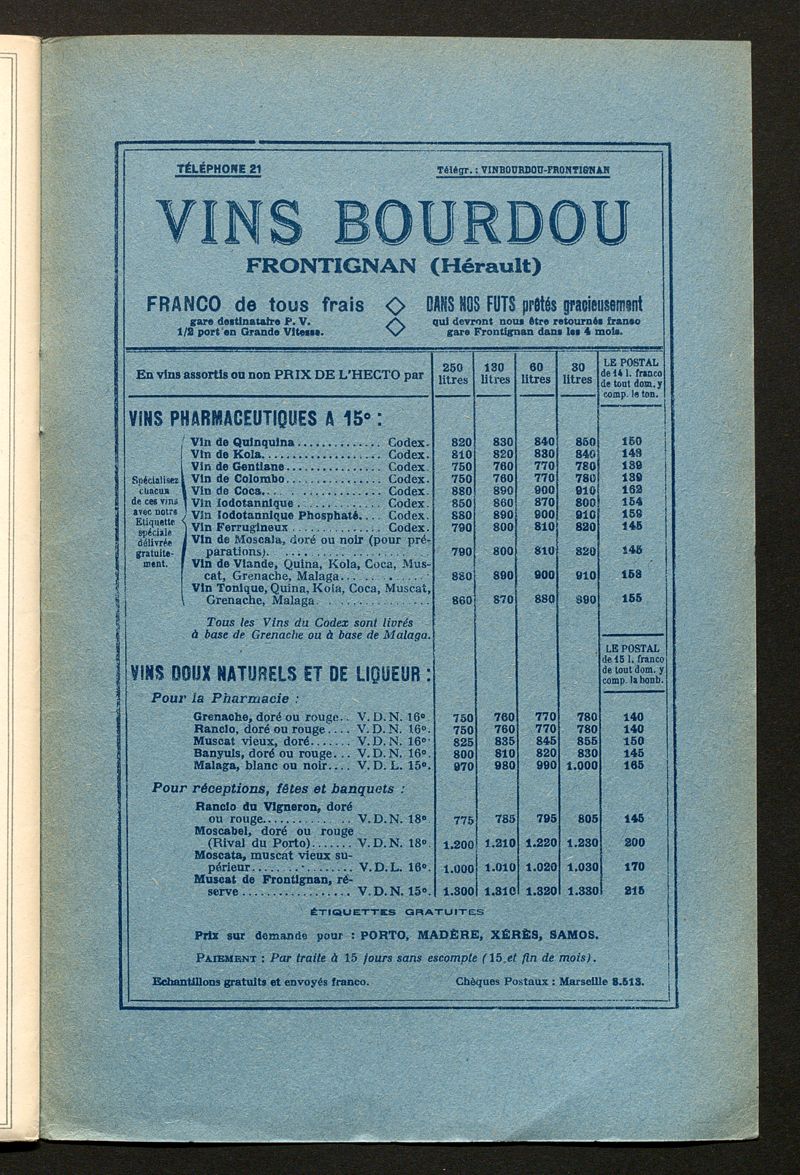 TÉLÉPHONE 21 Télégr. : VINBOURDOU-FRONTIGNAN
VINS BOURDOU
FRONTIGNAN (Hérault)
FRANCO de tous frais DANS NOS FUTS prêtés gracieusement
gare destinataire P. V. qui devront nous être retournés franco
1/2 port en Grande Vitesse. gare Frontignan dans les 4 mois.
En vins assortis ou non PRIX DE L'HECTO par 250 litres 130 litres 60 litres 30 litres
LE POSTAL
de 14 l. franco
de tout dom. y
comp. le ton.
VINS PHARMACEUTIQUES A 15° :
Spécialisez
chacun
de ces vins
avec notre
Etiquette
spéciale
délivrée
gratuite-
ment.
Vin de Quinquina .............. Codex. 820 830 840 850 150
Vin de Kola .................... Codex. 810 820 830 840 148
Vin de Gentiane ................ Codex. 750 760 770 780 139
Vin de Colombo ................ Codex. 750 760 770 780 139
Vin de Coca .................... Codex. 880 890 900 910 162
Vin Iodotannique .............. Codex. 850 860 870 800 154
Vin Iodotannique Phosphaté .... Codex. 880 890 900 910 159
Vin Ferrugineux ............... Codex. 790 800 810 820 145
Vin de Moscala, doré ou noir (pour pré-
parations) .................... 790 800 810 820 145
Vin de Viande, Quina, Kola, Coca, Mus-
cat, Grenache, Malaga .............. 880 890 900 910 158
Vin Tonique, Quina, Kola, Coca, Muscat,
Grenache, Malaga ................ 860 870 880 890 155
Tous les Vins du Codex sont livrés
à base de Grenache ou à base de Malaga.
LE POSTAL
de 15 l. franco
de tout dom. y
comp. la bonb.
VINS DOUX NATURELS ET DE LIQUEUR :
Pour la Pharmacie :
Grenache, doré ou rouge .. V. D. N. 16°. 750 760 770 780 140
Rancio, doré ou rouge .... V. D. N. 16°. 750 760 770 780 140
Muscat vieux, doré ....... V. D. N. 16°. 825 835 845 855 150
Banyuls, doré ou rouge ... V. D. N. 16°. 800 810 820 830 145
Malaga, blanc ou noir .... V. D. L. 15°. 970 980 990 1.000 165
Pour réceptions, fêtes et banquets :
Rancio du Vigneron, doré
ou rouge .............. V. D. N. 18° 775 785 795 805 145
Moscabel, doré ou rouge
(Rival du Porto) ....... V. D. N. 18°. 1.200 1.210 1.220 1.230 200
Moscata, muscat vieux su-
périeur ................ V. D. L. 16°. 1.000 1.010 1.020 1.030 170
Muscat de Frontignan, ré-
serve .................. V. D. N. 15°. 1.300 1.310 1.320 1.330 215
ÉTIQUETTES GRATUITES
Prix sur demande pour : PORTO, MADÈRE, XÉRÈS, SAMOS.
PAIEMENT : Par traite à 15 jours sans escompte (15 et fin de mois).
Echantillons gratuits et envoyés franco. Chèques Postaux : Marseille 8.513.